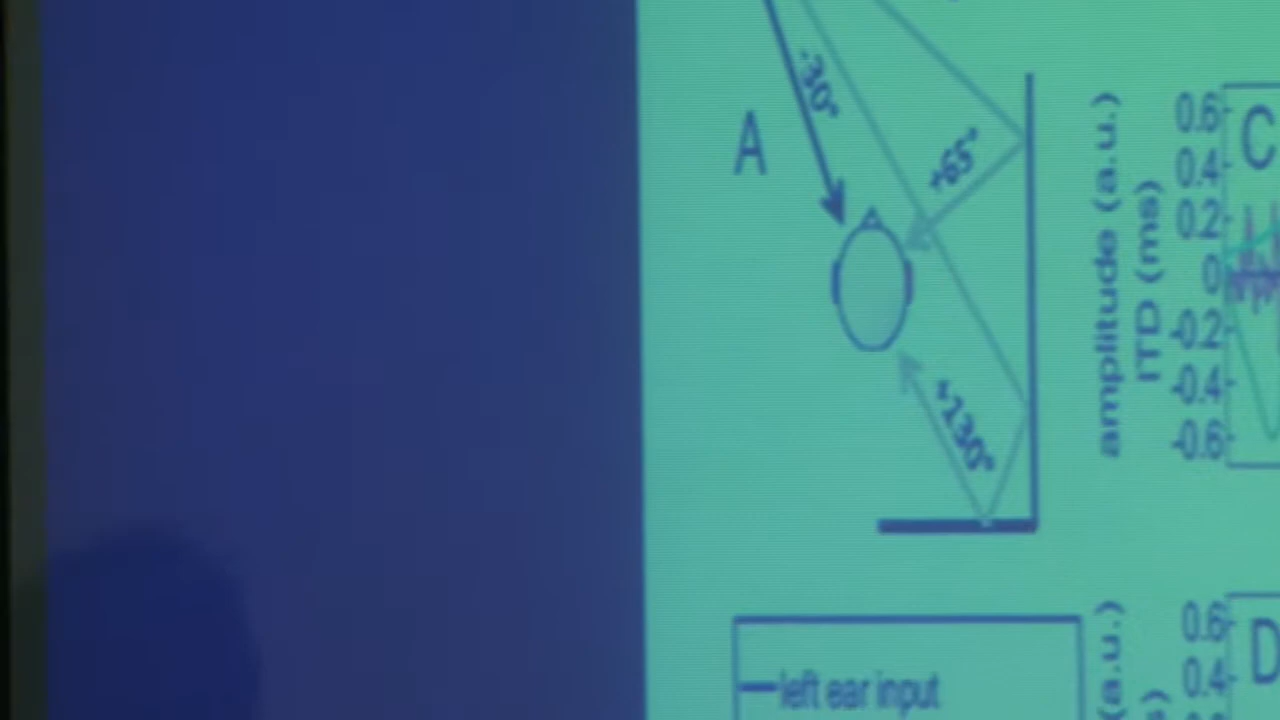 -30°
A
+65°
+130°
amplitude (a.u.)
ITD (ms)
0.6
0.4
0.2
0
-0.2
-0.4
-0.6
C
left ear input
(a.u.)
0.6
0.4
D